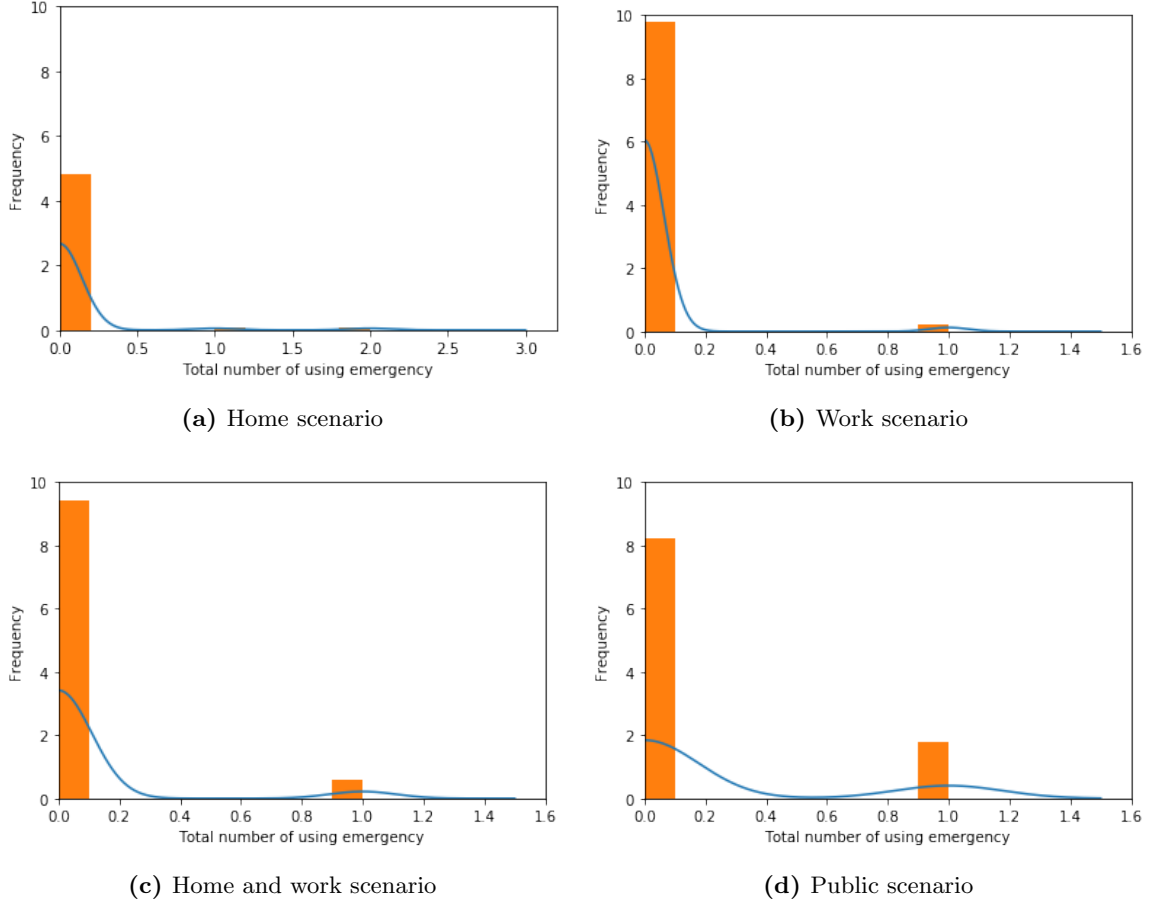 10
8
6
4
2
0
Frequency
0.0 0.5 1.0 1.5 2.0 2.5 3.0
Total number of using emergency
(a) Home scenario
10
8
6
4
2
0
Frequency
0.0 0.2 0.4 0.6 0.8 1.0 1.2 1.4 1.6
Total number of using emergency
(b) Work scenario
10
8
6
4
2
0
Frequency
0.0 0.2 0.4 0.6 0.8 1.0 1.2 1.4 1.6
Total number of using emergency
(c) Home and work scenario
10
8
6
4
2
0
Frequency
0.0 0.2 0.4 0.6 0.8 1.0 1.2 1.4 1.6
Total number of using emergency
(d) Public scenario